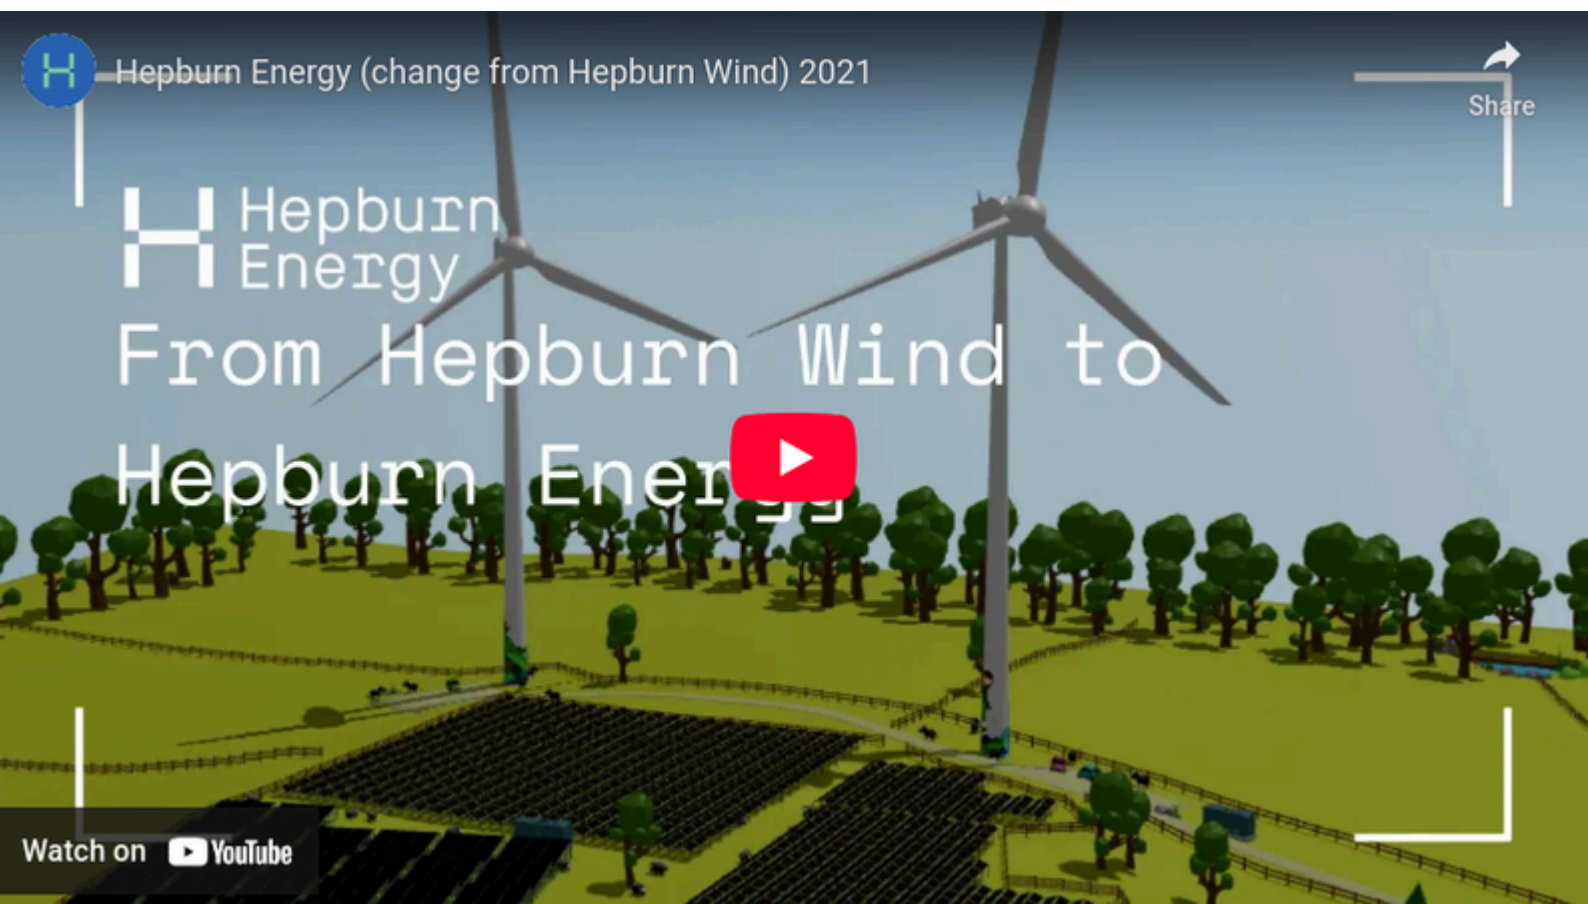 Hepburn Energy (change from Hepburn Wind) 2021
Share
Hepburn
Energy
From Hepburn Wind to
Hepburn Energy
Watch on YouTube